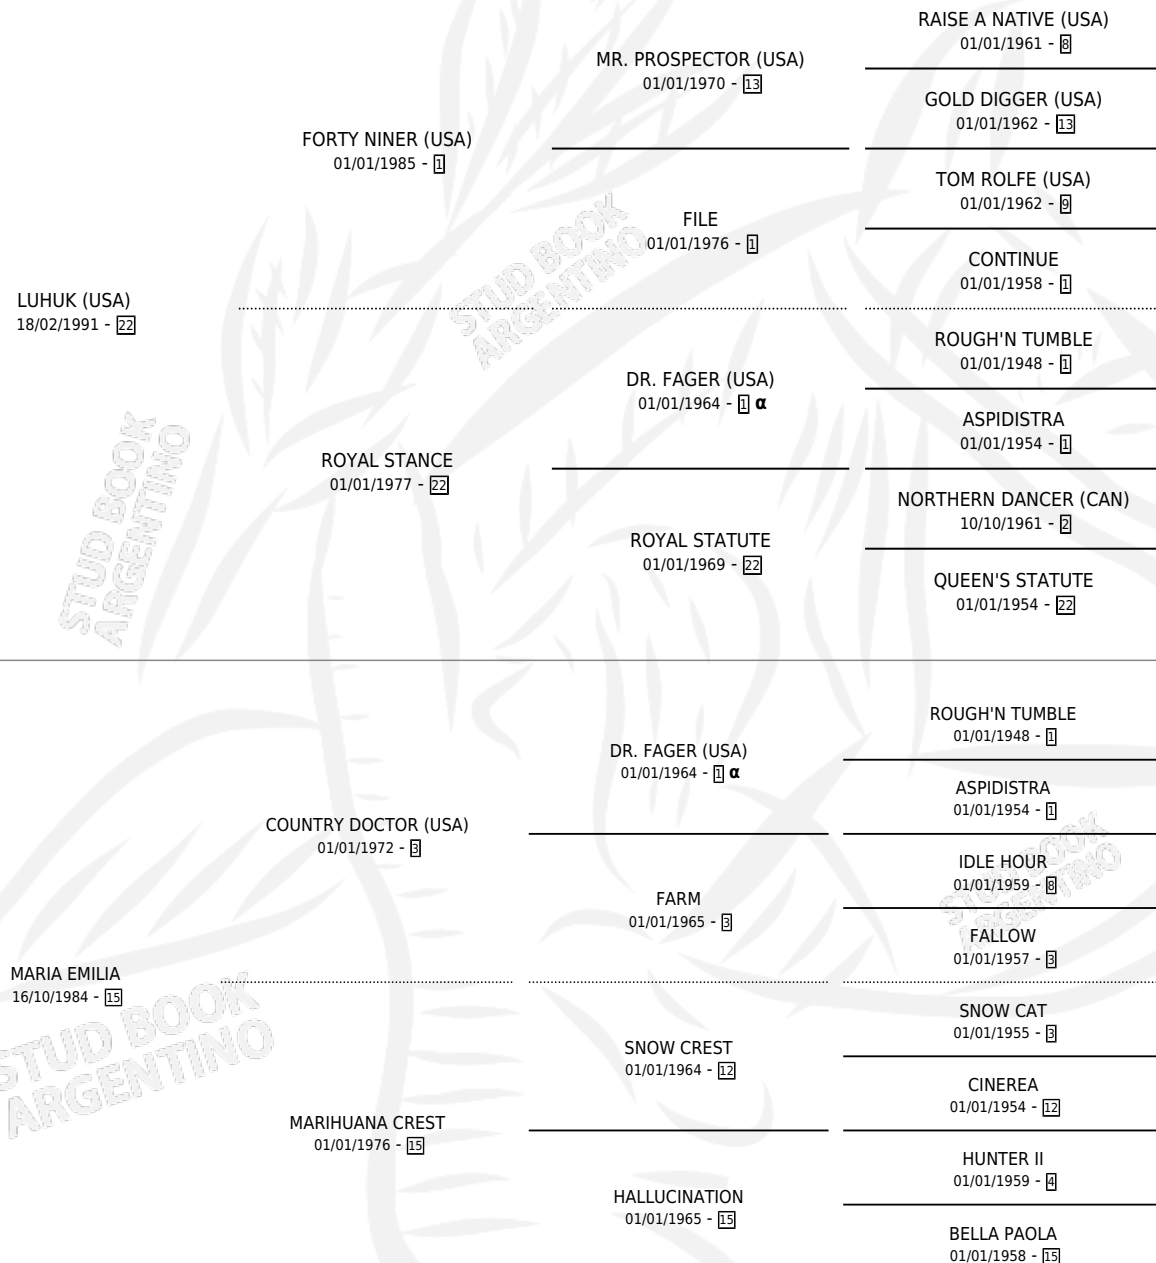 RAISE A NATIVE (USA)
01/01/1961 - 8
MR. PROSPECTOR (USA)
01/01/1970 - 13
GOLD DIGGER (USA)
01/01/1962 - 13
FORTY NINER (USA)
01/01/1985 - 1
TOM ROLFE (USA)
01/01/1962 - 9
FILE
01/01/1976 - 1
CONTINUE
01/01/1958 - 1
LUHUK (USA)
18/02/1991 - 22
ROUGH'N TUMBLE
01/01/1948 - 1
DR. FAGER (USA)
01/01/1964 - 1 α
ASPIDISTRA
01/01/1954 - 1
ROYAL STANCE
01/01/1977 - 22
NORTHERN DANCER (CAN)
10/10/1961 - 2
ROYAL STATUTE
01/01/1969 - 22
QUEEN'S STATUTE
01/01/1954 - 22
ROUGH'N TUMBLE
01/01/1948 - 1
DR. FAGER (USA)
01/01/1964 - 1 α
ASPIDISTRA
01/01/1954 - 1
COUNTRY DOCTOR (USA)
01/01/1972 - 3
IDLE HOUR
01/01/1959 - 8
FARM
01/01/1965 - 3
FALLOW
01/01/1957 - 3
MARIA EMILIA
16/10/1984 - 15
SNOW CAT
01/01/1955 - 3
SNOW CREST
01/01/1964 - 12
CINEREA
01/01/1954 - 12
MARIHUANA CREST
01/01/1976 - 15
HUNTER II
01/01/1959 - 4
HALLUCINATION
01/01/1965 - 15
BELLA PAOLA
01/01/1958 - 15
STUD BOOK
ARGENTINO
STUD BOOK
ARGENTINO
STUD BOOK
ARGENTINO
STUD BOOK
ARGENTINO